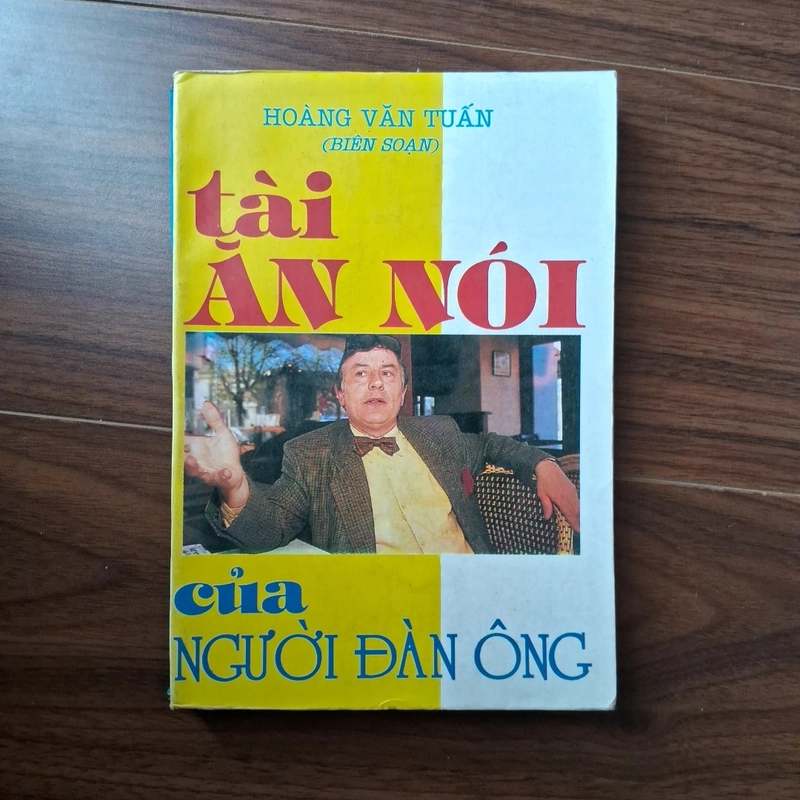 HOÀNG VĂN TUẤN
(BIÊN SOẠN)
tài
ĂN NÓI
của
NGƯỜI ĐÀN ÔNG